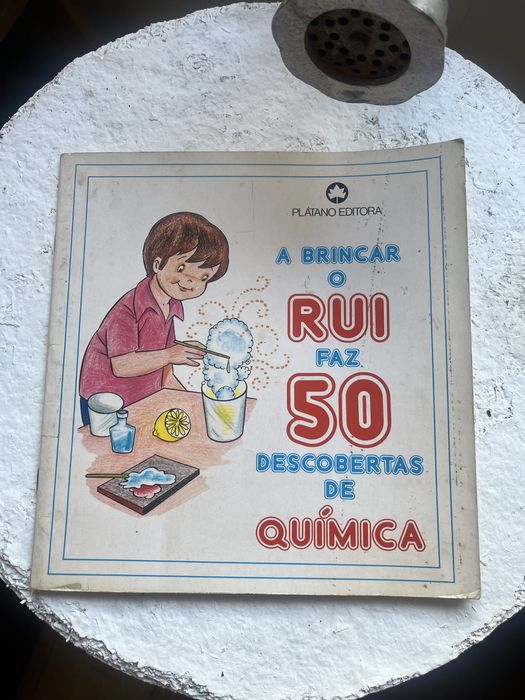 PLÁTANO EDITORA
A BRINCAR
O
RUI
FAZ
50
DESCOBERTAS
DE
QUÍMICA